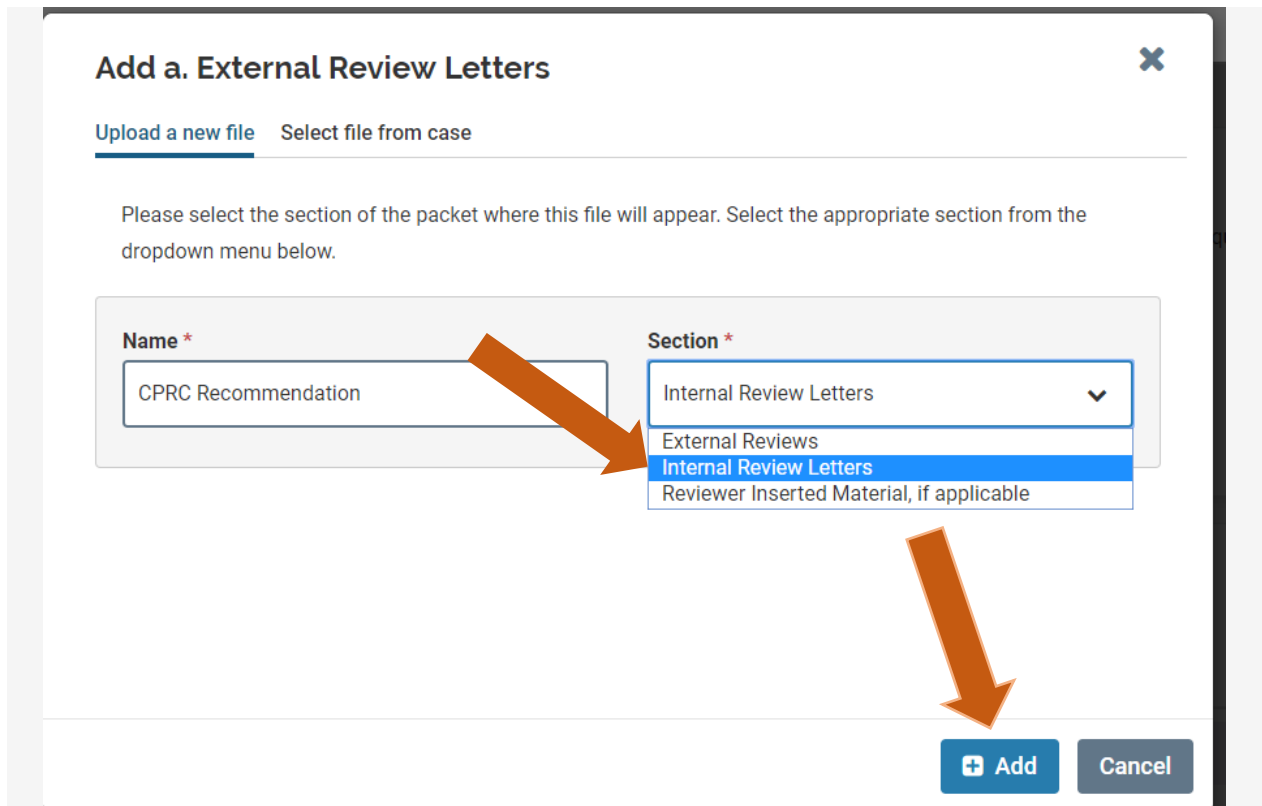 Add a. External Review Letters
Upload a new file Select file from case
Please select the section of the packet where this file will appear. Select the appropriate section from the
dropdown menu below.
Name * Section *
CPRC Recommendation Internal Review Letters
External Reviews
Internal Review Letters
Reviewer Inserted Material, if applicable
Add Cancel